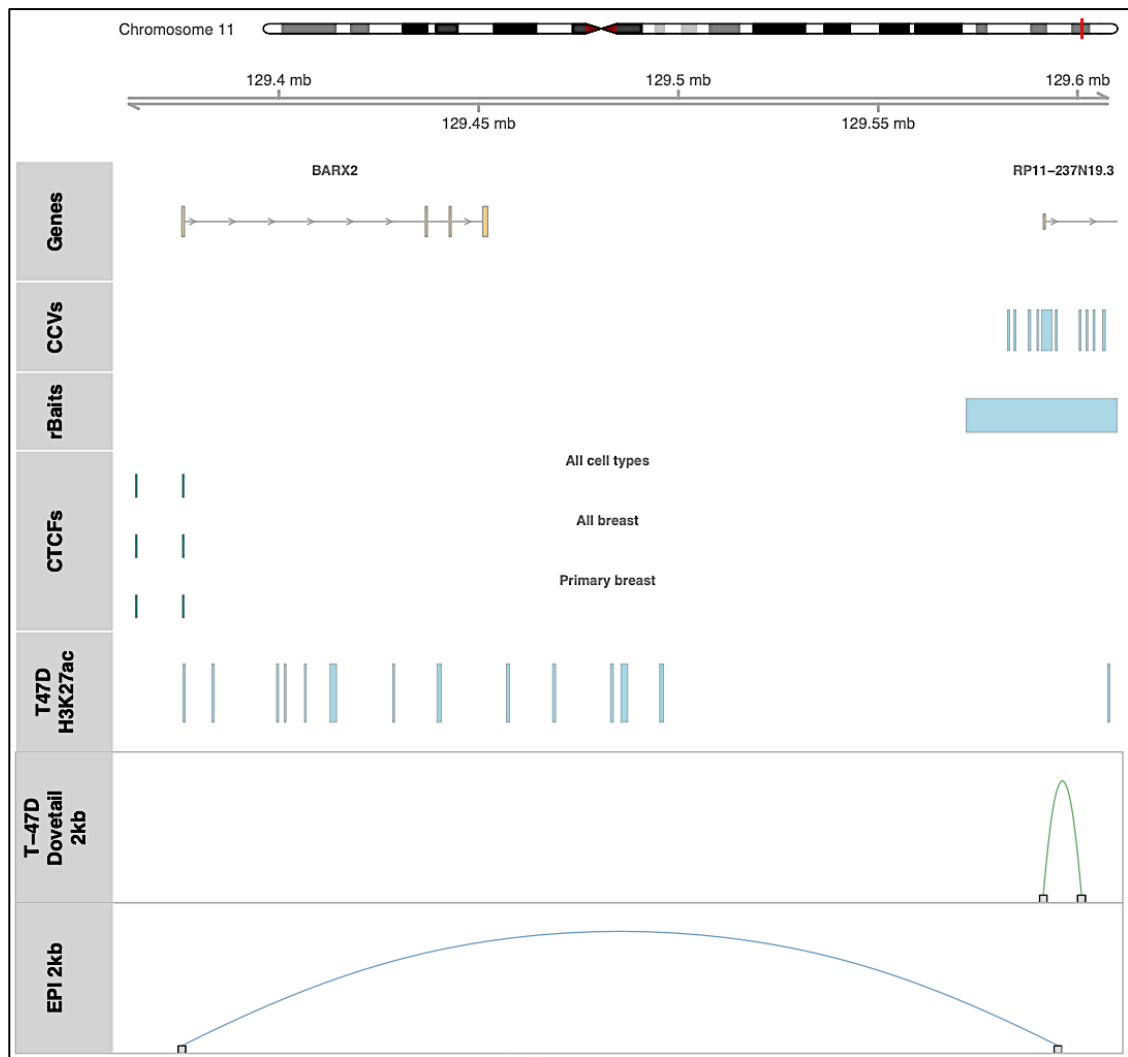 Chromosome 11
129.4 mb
129.5 mb
129.6 mb
129.45 mb
129.55 mb
Genes
BARX2
RP11−237N19.3
CCVs
rBaits
CTCFs
All cell types
All breast
Primary breast
T47D
H3K27ac
T−47D
Dovetail
2kb
EPI 2kb